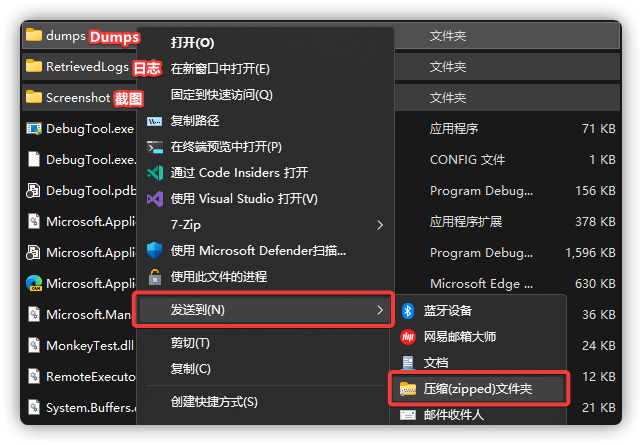 dumps Dumps
打开(O)
文件夹
RetrievedLogs 日志
在新窗口中打开(E)
文件夹
Screenshot 截图
固定到快速访问(Q)
文件夹
复制路径
DebugTool.exe
应用程序
71 KB
在终端预览中打开(P)
DebugTool.exe.
CONFIG 文件
1 KB
通过 Code Insiders 打开
DebugTool.pdb
使用 Visual Studio 打开(V)
Program Debug...
156 KB
Microsoft.Applic
7-Zip
应用程序扩展
378 KB
Microsoft.Applic
使用 Microsoft Defender扫描...
Program Debug...
1,596 KB
使用此文件的进程
Microsoft.Applic
Microsoft Edge
630 KB
发送到(N)
蓝牙设备
Microsoft.Mana
36 KB
剪切(T)
网易邮箱大师
MonkeyTest.dll
24 KB
复制(C)
文档
RemoteExecuto
12 KB
压缩(zipped)文件夹
创建快捷方式(S)
System.Buffers.c
邮件收件人
21 KB